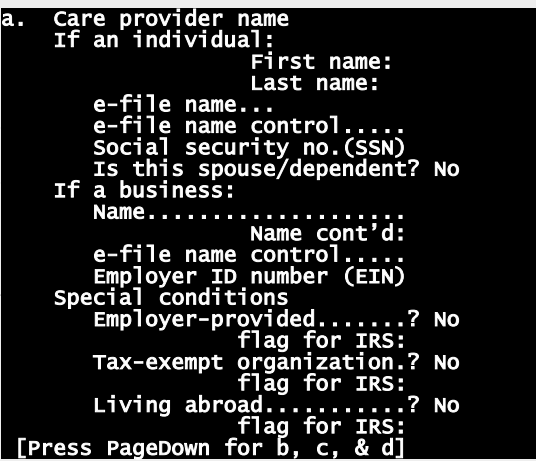 a.  Care provider name
    If an individual:
                   First name:
                   Last name:
       e-file name...
       e-file name control.....
       Social security no.(SSN)
       Is this spouse/dependent? No
    If a business:
       Name....................
                   Name cont'd:
       e-file name control.....
       Employer ID number (EIN)
    Special conditions
       Employer-provided.......? No
                  flag for IRS:
       Tax-exempt organization.? No
                  flag for IRS:
       Living abroad...........? No
                  flag for IRS:
 [Press PageDown for b, c, & d]